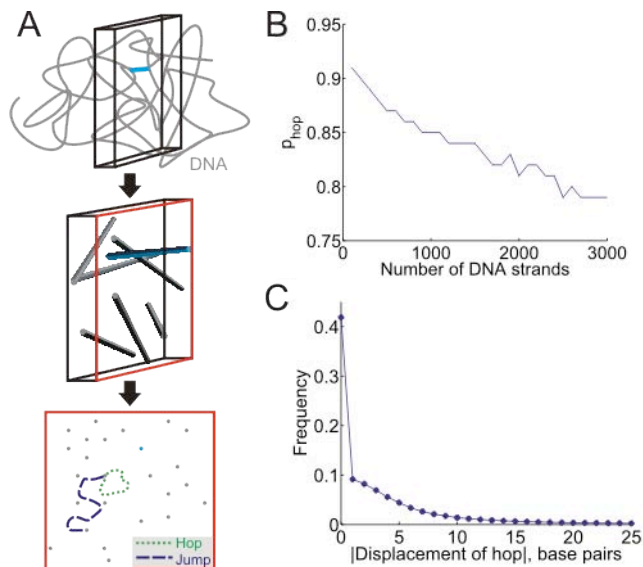 A
DNA
Hop
Jump
B
p_hop
0.95
0.9
0.85
0.8
0.75
0
1000
2000
3000
Number of DNA strands
C
Frequency
0.4
0.3
0.2
0.1
0
0
5
10
15
20
25
|Displacement of hop|, base pairs